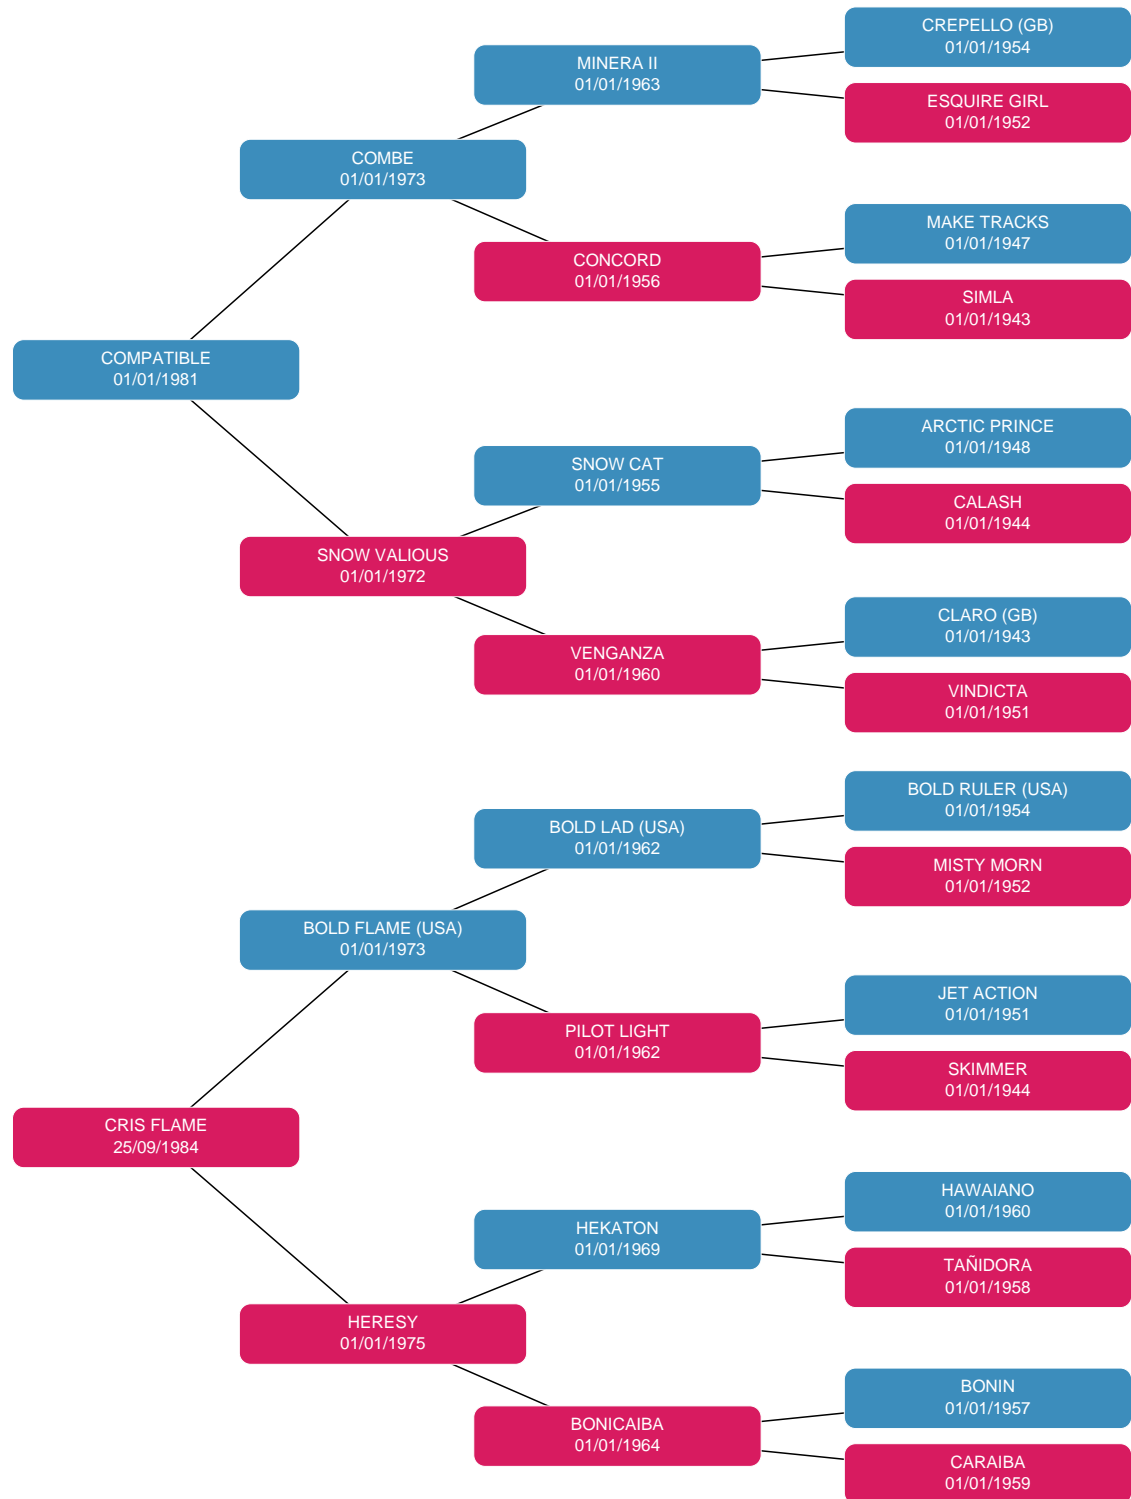 CREPELLO (GB)
01/01/1954
MINERA II
01/01/1963
ESQUIRE GIRL
01/01/1952
COMBE
01/01/1973
MAKE TRACKS
01/01/1947
CONCORD
01/01/1956
SIMLA
01/01/1943
COMPATIBLE
01/01/1981
ARCTIC PRINCE
01/01/1948
SNOW CAT
01/01/1955
CALASH
01/01/1944
SNOW VALIOUS
01/01/1972
CLARO (GB)
01/01/1943
VENGANZA
01/01/1960
VINDICTA
01/01/1951
BOLD RULER (USA)
01/01/1954
BOLD LAD (USA)
01/01/1962
MISTY MORN
01/01/1952
BOLD FLAME (USA)
01/01/1973
JET ACTION
01/01/1951
PILOT LIGHT
01/01/1962
SKIMMER
01/01/1944
CRIS FLAME
25/09/1984
HAWAIANO
01/01/1960
HEKATON
01/01/1969
TAÑIDORA
01/01/1958
HERESY
01/01/1975
BONIN
01/01/1957
BONICAIBA
01/01/1964
CARAIBA
01/01/1959